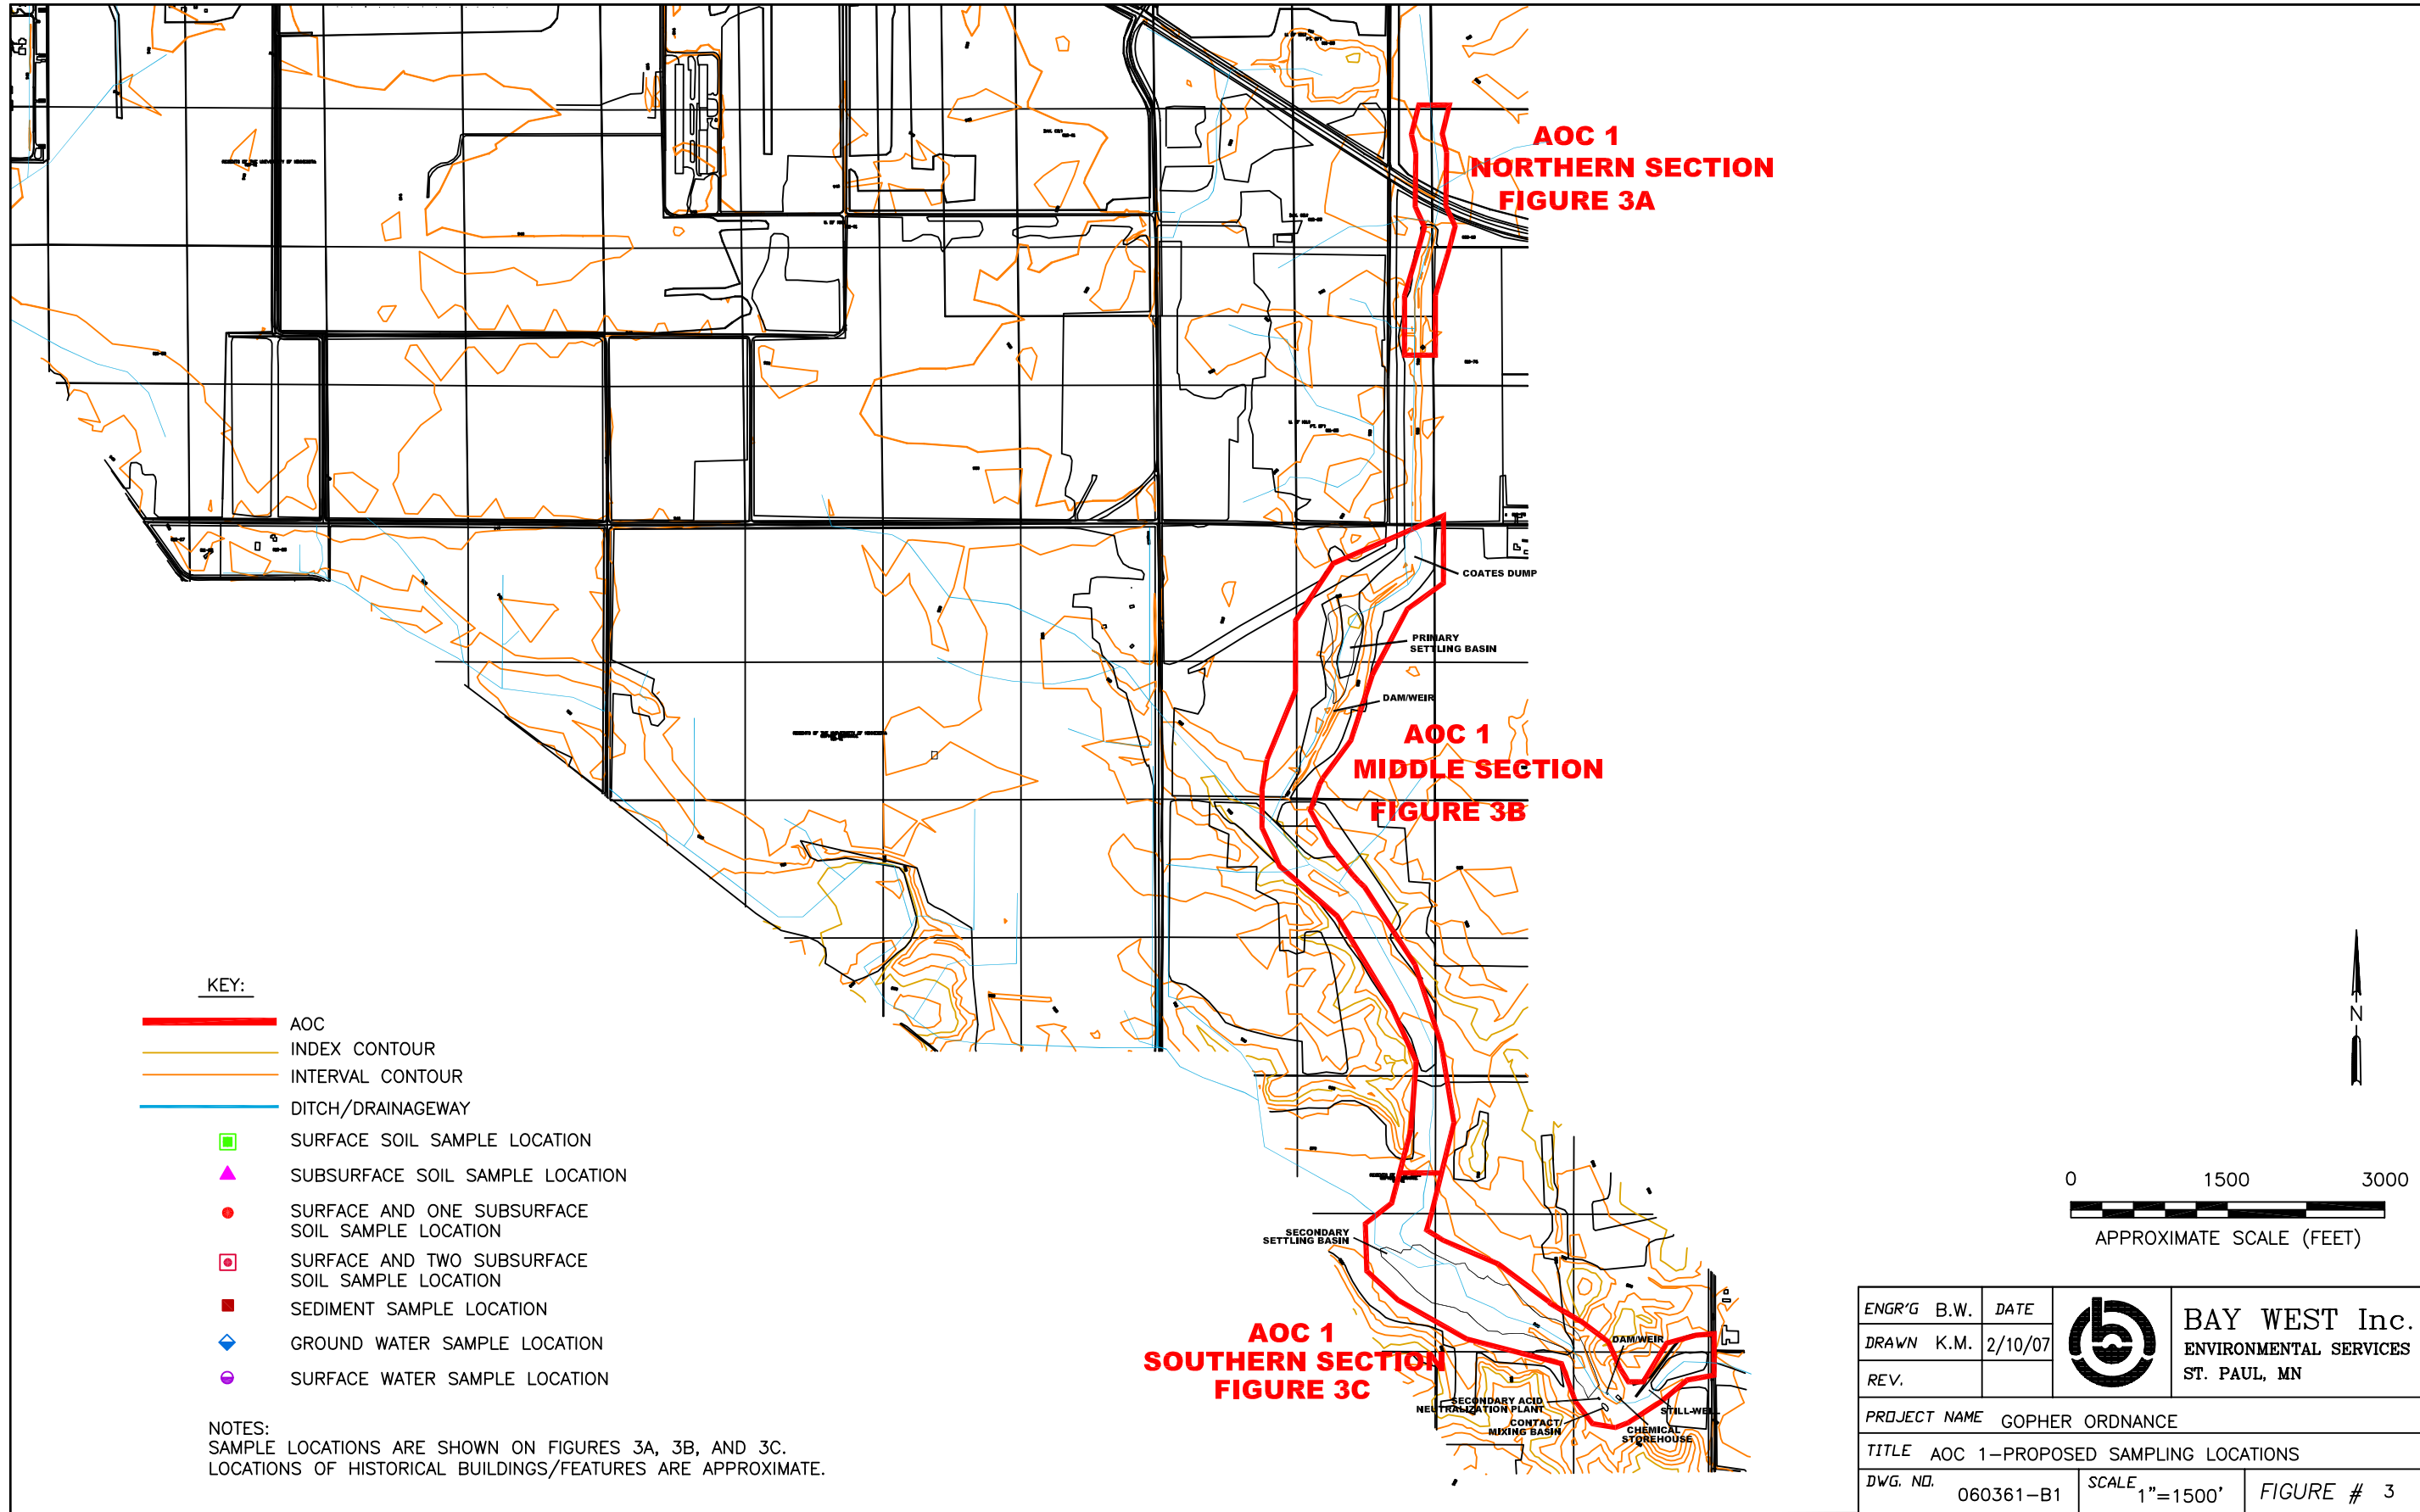 AOC 1
NORTHERN SECTION
FIGURE 3A
COATES DUMP
PRIMARY
SETTLING BASIN
DAM/WEIR
AOC 1
MIDDLE SECTION
FIGURE 3B
SECONDARY
SETTLING BASIN
AOC 1
SOUTHERN SECTION
FIGURE 3C
DAM/WEIR
SECONDARY ACID
NEUTRALIZATION PLANT
CONTACT/
MIXING BASIN
CHEMICAL
STOREHOUSE
STILL-WELL
KEY:
AOC
INDEX CONTOUR
INTERVAL CONTOUR
DITCH/DRAINAGEWAY
SURFACE SOIL SAMPLE LOCATION
SUBSURFACE SOIL SAMPLE LOCATION
SURFACE AND ONE SUBSURFACE
SOIL SAMPLE LOCATION
SURFACE AND TWO SUBSURFACE
SOIL SAMPLE LOCATION
SEDIMENT SAMPLE LOCATION
GROUND WATER SAMPLE LOCATION
SURFACE WATER SAMPLE LOCATION
NOTES:
SAMPLE LOCATIONS ARE SHOWN ON FIGURES 3A, 3B, AND 3C.
LOCATIONS OF HISTORICAL BUILDINGS/FEATURES ARE APPROXIMATE.
N
0 1500 3000
APPROXIMATE SCALE (FEET)
ENGR'G B.W. DATE
DRAWN K.M. 2/10/07
REV.
BAY WEST Inc.
ENVIRONMENTAL SERVICES
ST. PAUL, MN
PROJECT NAME GOPHER ORDNANCE
TITLE AOC 1-PROPOSED SAMPLING LOCATIONS
DWG. NO. 060361-B1 SCALE 1"=1500' FIGURE # 3